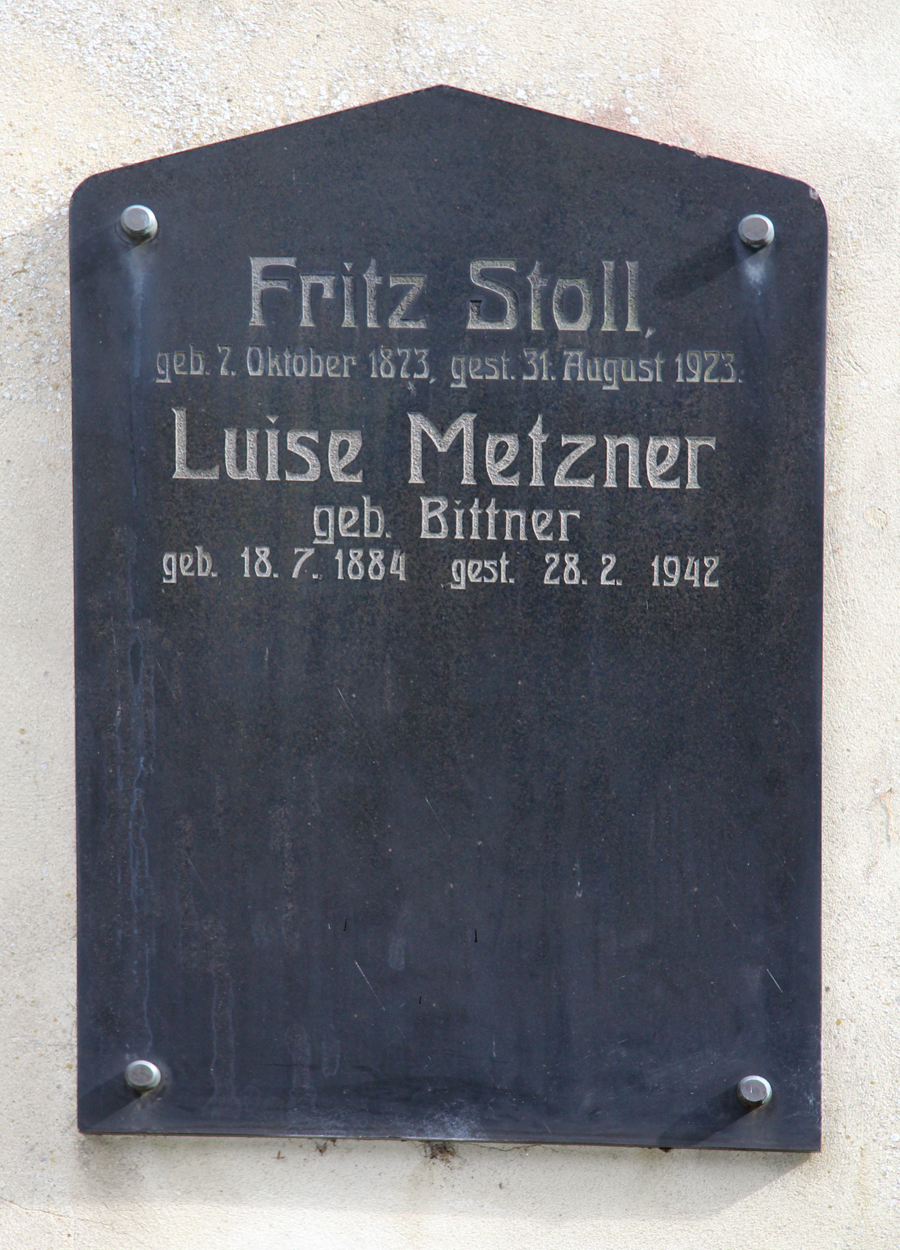 Fritz Stoll,
geb. 7. Oktober 1873, gest. 31. August 1923.
Luise Metzner
geb. Bittner
geb. 18. 7. 1884 gest. 28. 2. 1942